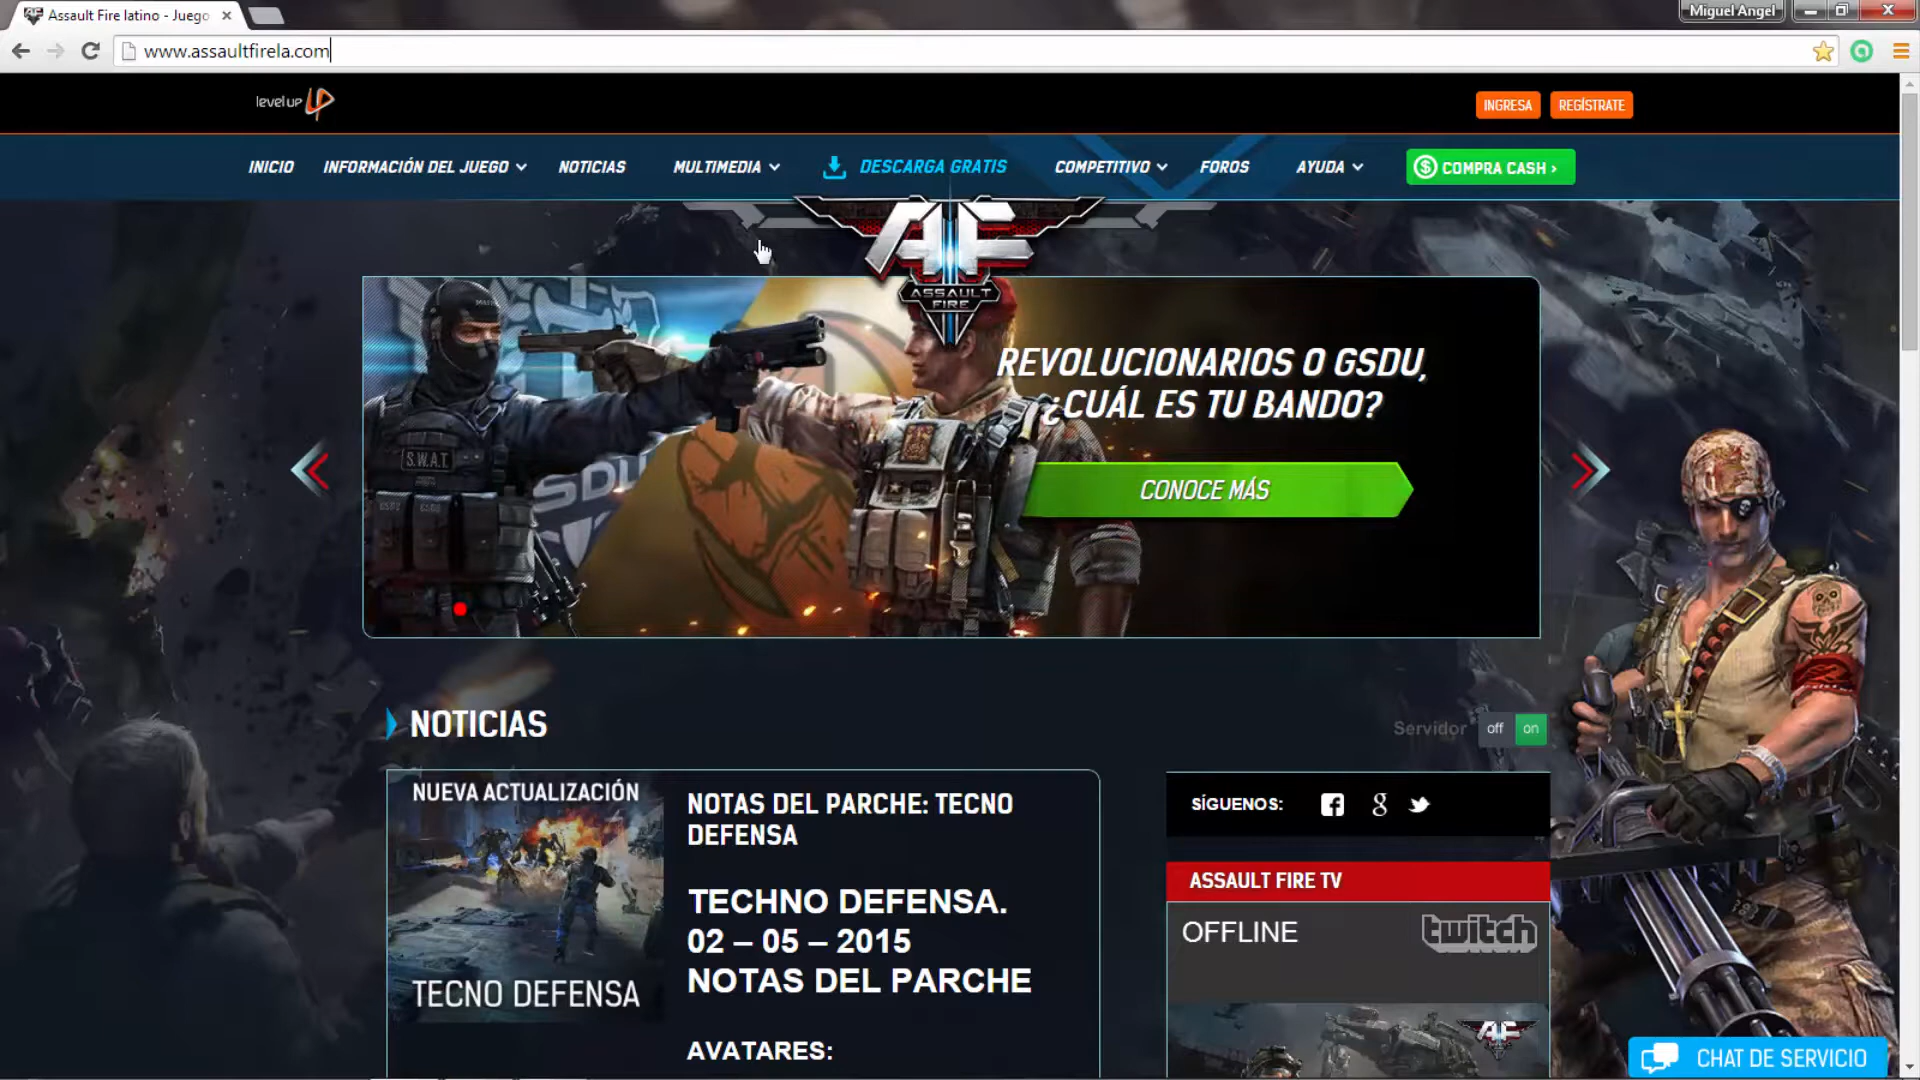 Assault Fire latino - Juego
Miguel Angel
www.assaultfirela.com
level up
INGRESA
REGÍSTRATE
INICIO
INFORMACIÓN DEL JUEGO
NOTICIAS
MULTIMEDIA
DESCARGA GRATIS
COMPETITIVO
FOROS
AYUDA
COMPRA CASH ›
AF
ASSAULT
FIRE
REVOLUCIONARIOS O GSDU,
¿CUÁL ES TU BANDO?
S.W.A.T.
CONOCE MÁS
NOTICIAS
Servidor
off
on
NUEVA ACTUALIZACIÓN
TECNO DEFENSA
NOTAS DEL PARCHE: TECNO
DEFENSA
TECHNO DEFENSA.
02 – 05 – 2015
NOTAS DEL PARCHE
AVATARES:
SÍGUENOS:
ASSAULT FIRE TV
OFFLINE
twitch
AF
CHAT DE SERVICIO